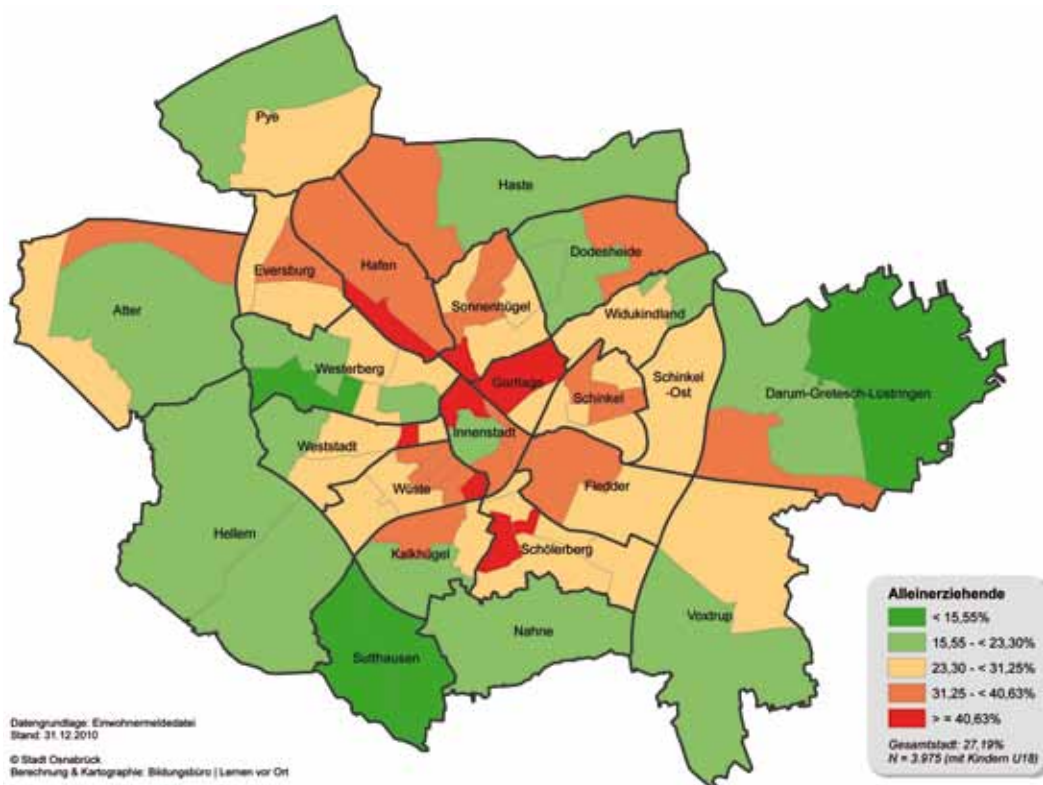 Pye
Haste
Dodesheide
Hafen
Eversburg
Atter
Sonnenhügel
Widukindland
Westerberg
Gartlage
Schinkel
Schinkel
-Ost
Darum-Gretesch-Lüstringen
Innenstadt
Weststadt
Wüste
Fledder
Hellern
Kalkhügel
Schölerberg
Voxtrup
Nahne
Sutthausen
Alleinerziehende
< 15,55%
15,55 - < 23,30%
23,30 - < 31,25%
31,25 - < 40,63%
> = 40,63%
Gesamtstadt: 27,19%
N = 3.975 (mit Kindern U18)
Datengrundlage: Einwohnermeldedatei
Stand: 31.12.2010
© Stadt Osnabrück
Berechnung & Kartographie: Bildungsbüro | Lernen vor Ort